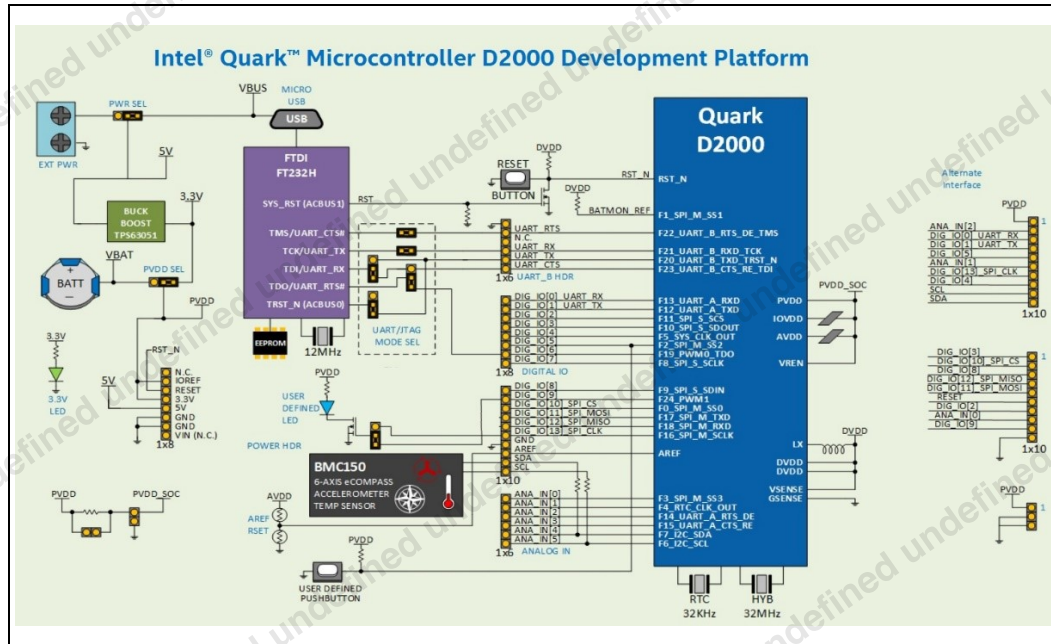 Intel® Quark™ Microcontroller D2000 Development Platform
VBUS
MICRO
USB
USB
PWR SEL
EXT PWR
5V
3.3V
BUCK
BOOST
TPS63051
VBAT
BATT
PVDD SEL
PVDD
3.3V
3.3V
LED
RST_N
5V
N.C.
IOREF
RESET
3.3V
5V
GND
GND
VIN (N.C.)
1x8
POWER HDR
PVDD
PVDD_SOC
FTDI
FT232H
SYS_RST (ACBUS1)
TMS/UART_CTS#
TCK/UART_TX
TDI/UART_RX
TDO/UART_RTS#
TRST_N (ACBUS0)
RST
EEPROM
12MHz
UART/JTAG
MODE SEL
RESET
BUTTON
DVDD
RST_N
DVDD
BATMON_REF
UART_RTS
N.C.
UART_RX
UART_TX
UART_CTS
1x6
UART_B HDR
DIG_IO[0]_UART_RX
DIG_IO[1]_UART_TX
DIG_IO[2]
DIG_IO[3]
DIG_IO[4]
DIG_IO[5]
DIG_IO[6]
DIG_IO[7]
1x8
DIGITAL IO
PVDD
USER
DEFINED
LED
DIG_IO[8]
DIG_IO[9]
DIG_IO[10]_SPI_CS
DIG_IO[11]_SPI_MOSI
DIG_IO[12]_SPI_MISO
DIG_IO[13]_SPI_CLK
GND
AREF
SDA
SCL
1x10
BMC150
6-AXIS eCOMPASS
ACCELEROMETER
TEMP SENSOR
AVDD
AREF
RSET
PVDD
USER DEFINED
PUSHBUTTON
ANA_IN[0]
ANA_IN[1]
ANA_IN[2]
ANA_IN[3]
ANA_IN[4]
ANA_IN[5]
1x6
ANALOG IN
Quark
D2000
RST_N
F1_SPI_M_SS1
F22_UART_B_RTS_DE_TMS
F21_UART_B_RXD_TCK
F20_UART_B_TXD_TRST_N
F23_UART_B_CTS_RE_TDI
F13_UART_A_RXD
F12_UART_A_TXD
F11_SPI_S_SCS
F10_SPI_S_SDOUT
F5_SYS_CLK_OUT
F2_SPI_M_SS2
F19_PWM0_TDO
F8_SPI_S_SCLK
F9_SPI_S_SDIN
F24_PWM1
F0_SPI_M_SS0
F17_SPI_M_TXD
F18_SPI_M_RXD
F16_SPI_M_SCLK
AREF
F3_SPI_M_SS3
F4_RTC_CLK_OUT
F14_UART_A_RTS_DE
F15_UART_A_CTS_RE
F7_I2C_SDA
F6_I2C_SCL
PVDD
IOVDD
AVDD
VREN
LX
DVDD
DVDD
VSENSE
GSENSE
PVDD_SOC
DVDD
RTC
32KHz
HYB
32MHz
Alternate
Interface
PVDD
1
ANA_IN[2]
DIG_IO[0]_UART_RX
DIG_IO[1]_UART_TX
DIG_IO[5]
ANA_IN[1]
DIG_IO[13]_SPI_CLK
DIG_IO[4]
SCL
SDA
1x10
1
DIG_IO[3]
DIG_IO[10]_SPI_CS
DIG_IO[8]
DIG_IO[12]_SPI_MISO
DIG_IO[11]_SPI_MOSI
RESET
DIG_IO[2]
ANA_IN[0]
DIG_IO[9]
1x10
PVDD
1
undefined undefined
undefined undefined
undefined undefined
undefined undefined